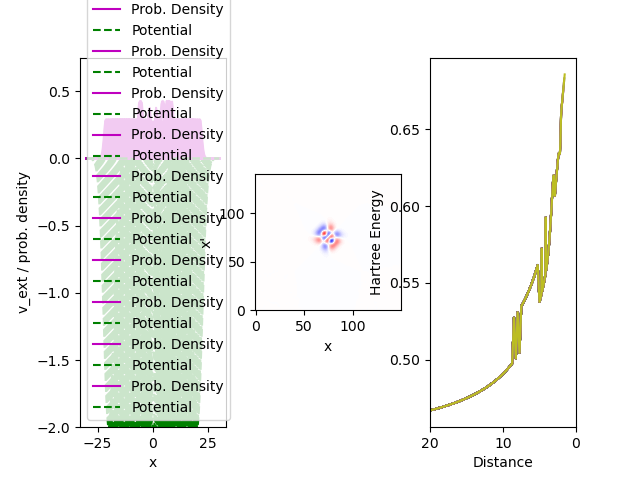 Prob. Density
Potential
Prob. Density
Potential
Prob. Density
Potential
Prob. Density
Potential
Prob. Density
Potential
Prob. Density
Potential
Prob. Density
Potential
Prob. Density
Potential
Prob. Density
Potential
Prob. Density
Potential
0.5
0.0
−0.5
−1.0
−1.5
−2.0
−25
0
25
x
v_ext / prob. density
100
50
0
0
50
100
x
x'
0.65
0.60
0.55
0.50
20
10
0
Distance
Hartree Energy